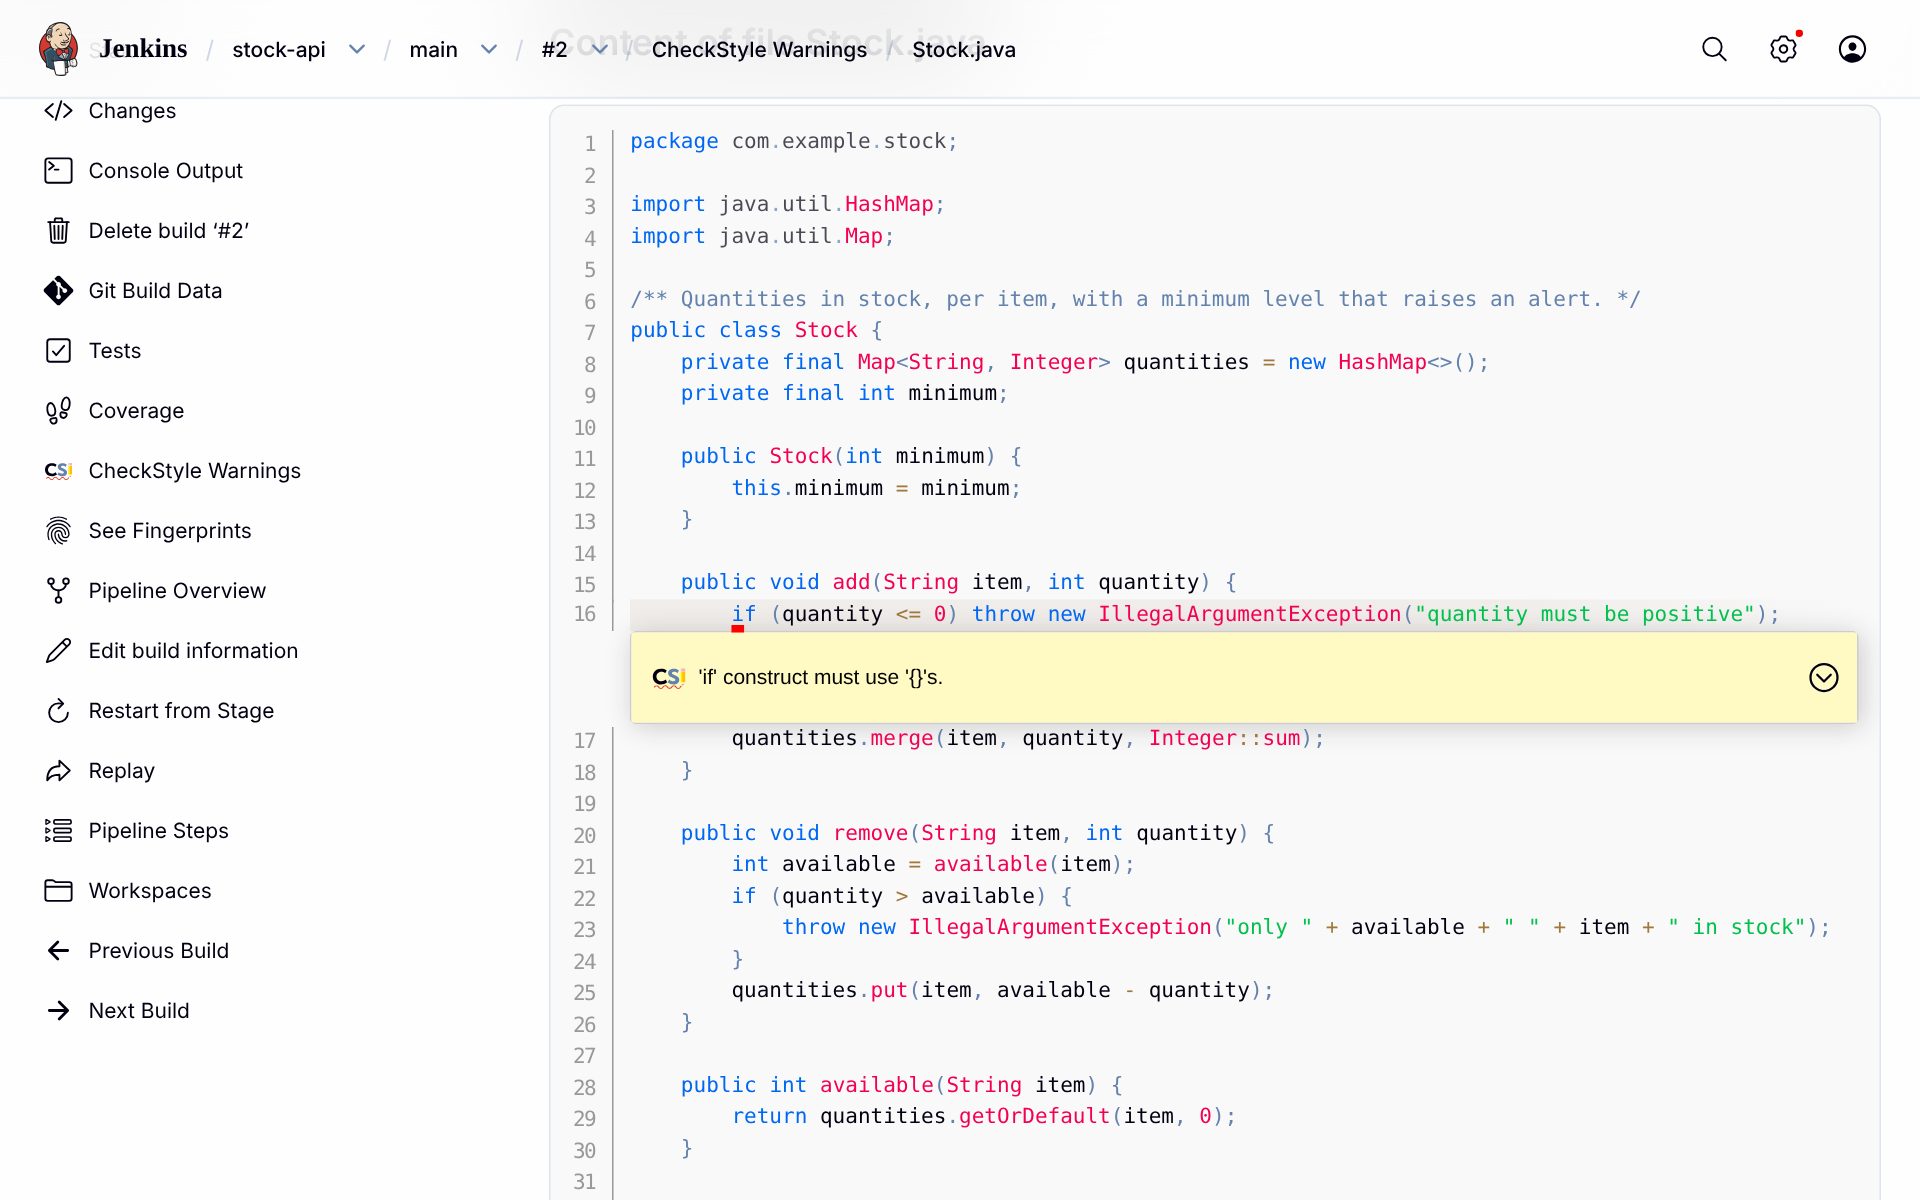 Jenkins / stock-api / main / #2 / CheckStyle Warnings / Stock.java
Content of file Stock.java
Changes
Console Output
Delete build ‘#2’
Git Build Data
Tests
Coverage
CSi CheckStyle Warnings
See Fingerprints
Pipeline Overview
Edit build information
Restart from Stage
Replay
Pipeline Steps
Workspaces
Previous Build
Next Build
1 package com.example.stock;
2
3 import java.util.HashMap;
4 import java.util.Map;
5
6 /** Quantities in stock, per item, with a minimum level that raises an alert. */
7 public class Stock {
8     private final Map<String, Integer> quantities = new HashMap<>();
9     private final int minimum;
10
11     public Stock(int minimum) {
12         this.minimum = minimum;
13     }
14
15     public void add(String item, int quantity) {
16         if (quantity <= 0) throw new IllegalArgumentException("quantity must be positive");
CSi 'if' construct must use '{}'s.
17         quantities.merge(item, quantity, Integer::sum);
18     }
19
20     public void remove(String item, int quantity) {
21         int available = available(item);
22         if (quantity > available) {
23             throw new IllegalArgumentException("only " + available + " " + item + " in stock");
24         }
25         quantities.put(item, available - quantity);
26     }
27
28     public int available(String item) {
29         return quantities.getOrDefault(item, 0);
30     }
31